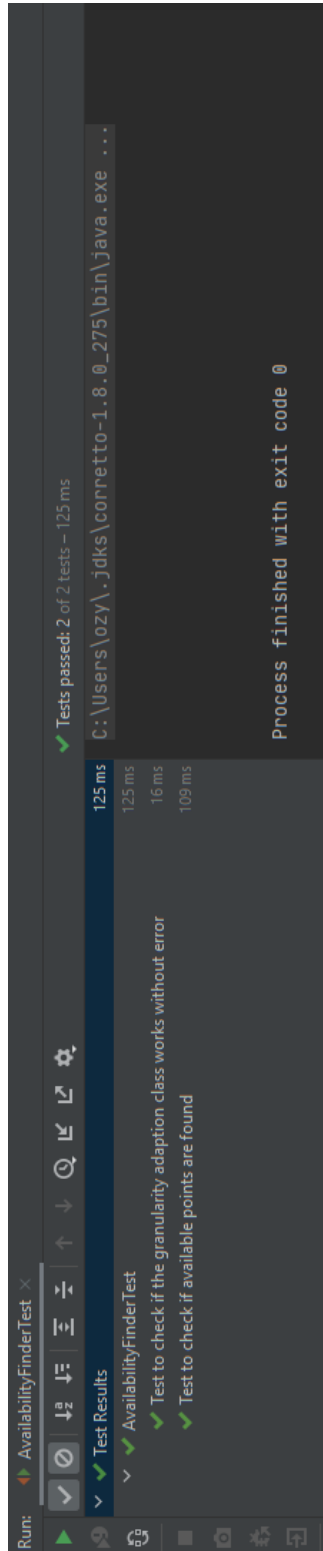 Run: AvailabilityFinderTest ×
Tests passed: 2 of 2 tests – 125 ms
Test Results 125 ms
AvailabilityFinderTest 125 ms
Test to check if the granularity adaption class works without error 16 ms
Test to check if available points are found 109 ms
C:\Users\ozy\.jdks\corretto-1.8.0_275\bin\java.exe ...
Process finished with exit code 0